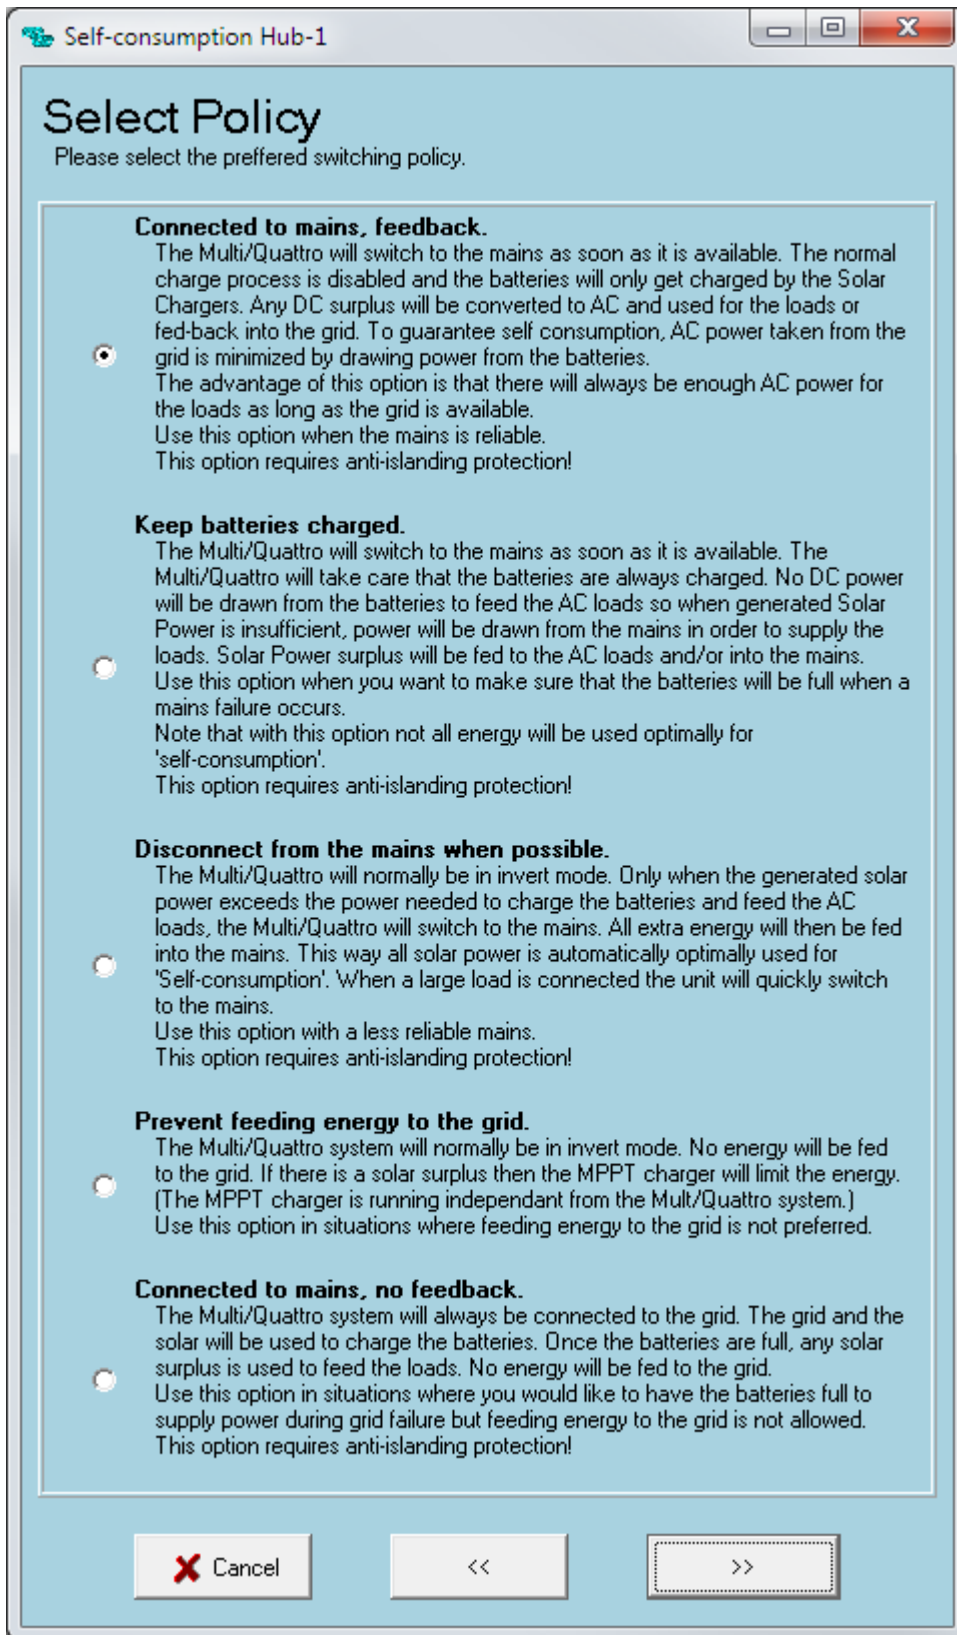 Self-consumption Hub-1
Select Policy
Please select the preffered switching policy.
Connected to mains, feedback.
The Multi/Quattro will switch to the mains as soon as it is available. The normal
charge process is disabled and the batteries will only get charged by the Solar
Chargers. Any DC surplus will be converted to AC and used for the loads or
fed-back into the grid. To guarantee self consumption, AC power taken from the
grid is minimized by drawing power from the batteries.
The advantage of this option is that there will always be enough AC power for
the loads as long as the grid is available.
Use this option when the mains is reliable.
This option requires anti-islanding protection!
Keep batteries charged.
The Multi/Quattro will switch to the mains as soon as it is available. The
Multi/Quattro will take care that the batteries are always charged. No DC power
will be drawn from the batteries to feed the AC loads so when generated Solar
Power is insufficient, power will be drawn from the mains in order to supply the
loads. Solar Power surplus will be fed to the AC loads and/or into the mains.
Use this option when you want to make sure that the batteries will be full when a
mains failure occurs.
Note that with this option not all energy will be used optimally for
'self-consumption'.
This option requires anti-islanding protection!
Disconnect from the mains when possible.
The Multi/Quattro will normally be in invert mode. Only when the generated solar
power exceeds the power needed to charge the batteries and feed the AC
loads, the Multi/Quattro will switch to the mains. All extra energy will then be fed
into the mains. This way all solar power is automatically optimally used for
'Self-consumption'. When a large load is connected the unit will quickly switch
to the mains.
Use this option with a less reliable mains.
This option requires anti-islanding protection!
Prevent feeding energy to the grid.
The Multi/Quattro system will normally be in invert mode. No energy will be fed
to the grid. If there is a solar surplus then the MPPT charger will limit the energy.
(The MPPT charger is running independant from the Mult/Quattro system.)
Use this option in situations where feeding energy to the grid is not preferred.
Connected to mains, no feedback.
The Multi/Quattro system will always be connected to the grid. The grid and the
solar will be used to charge the batteries. Once the batteries are full, any solar
surplus is used to feed the loads. No energy will be fed to the grid.
Use this option in situations where you would like to have the batteries full to
supply power during grid failure but feeding energy to the grid is not allowed.
This option requires anti-islanding protection!
Cancel << >>